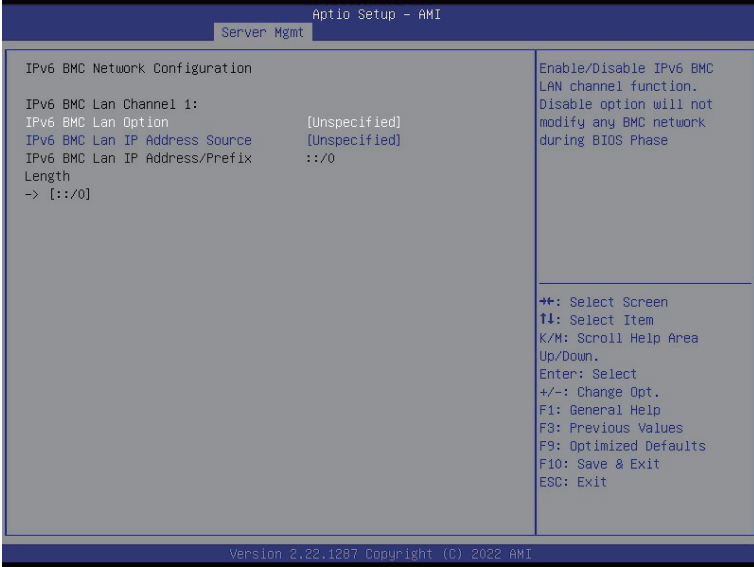 Aptio Setup – AMI
Server Mgmt
IPv6 BMC Network Configuration
IPv6 BMC Lan Channel 1:
IPv6 BMC Lan Option [Unspecified]
IPv6 BMC Lan IP Address Source [Unspecified]
IPv6 BMC Lan IP Address/Prefix ::/0
Length
-> [::/0]
Enable/Disable IPv6 BMC
LAN channel function.
Disable option will not
modify any BMC network
during BIOS Phase
→←: Select Screen
↑↓: Select Item
K/M: Scroll Help Area
Up/Down.
Enter: Select
+/-: Change Opt.
F1: General Help
F3: Previous Values
F9: Optimized Defaults
F10: Save & Exit
ESC: Exit
Version 2.22.1287 Copyright (C) 2022 AMI